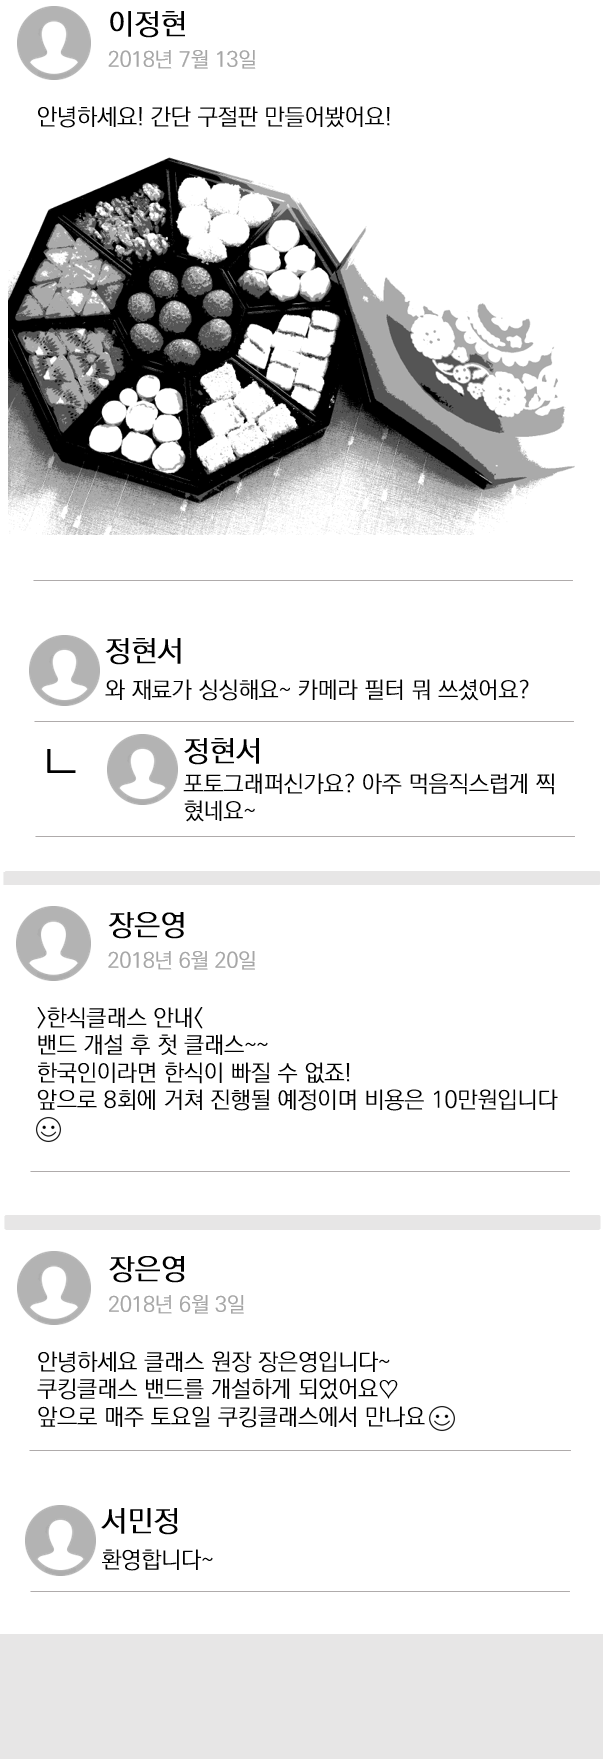 이정현
2018년 7월 13일
안녕하세요! 간단 구절판 만들어봤어요!
정현서
와 재료가 싱싱해요~ 카메라 필터 뭐 쓰셨어요?
ㄴ
정현서
포토그래퍼신가요? 아주 먹음직스럽게 찍
혔네요~
장은영
2018년 6월 20일
>한식클래스 안내<
밴드 개설 후 첫 클래스~~
한국인이라면 한식이 빠질 수 없죠!
앞으로 8회에 거쳐 진행될 예정이며 비용은 10만원입니다
☺
장은영
2018년 6월 3일
안녕하세요 클래스 원장 장은영입니다~
쿠킹클래스 밴드를 개설하게 되었어요♡
앞으로 매주 토요일 쿠킹클래스에서 만나요☺
서민정
환영합니다~